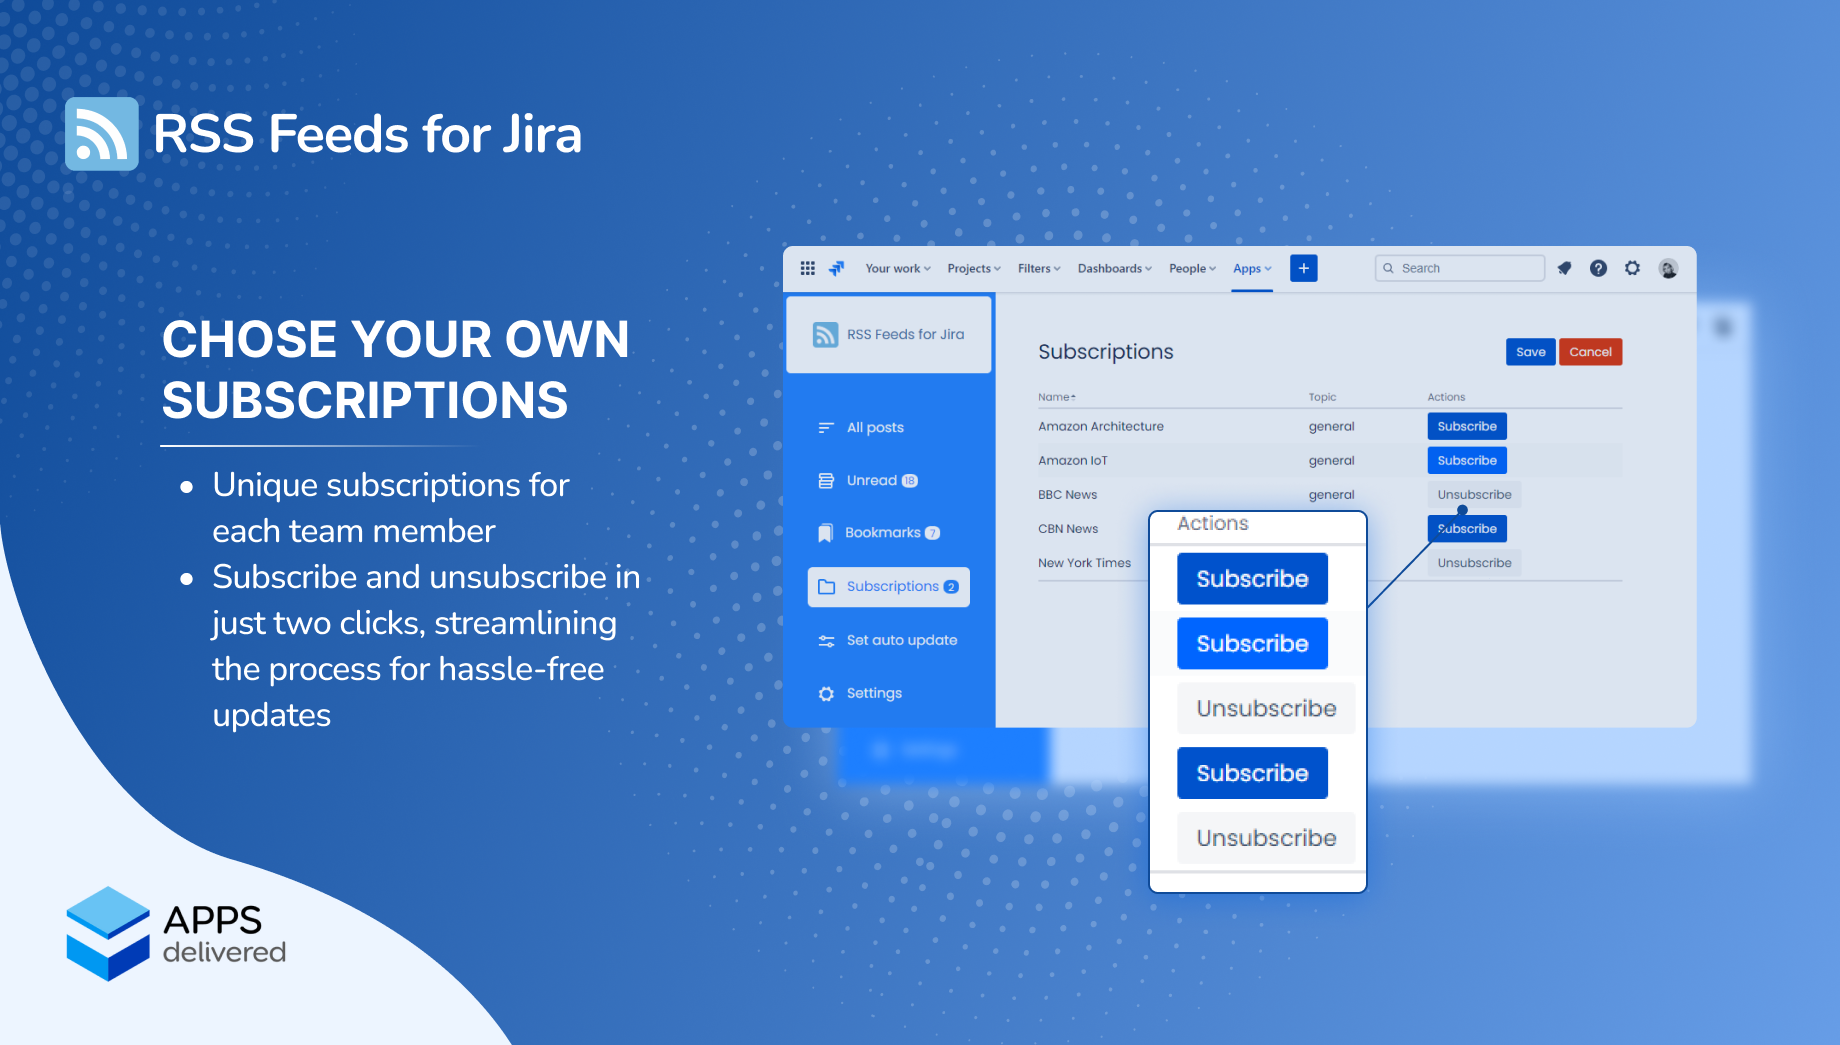 RSS Feeds for Jira
CHOSE YOUR OWN
SUBSCRIPTIONS
Unique subscriptions for
each team member
Subscribe and unsubscribe in
just two clicks, streamlining
the process for hassle-free
updates
APPS
delivered
Your work Projects Filters Dashboards People Apps + Search ?
RSS Feeds for Jira
All posts
Unread 18
Bookmarks 7
Subscriptions 2
Set auto update
Settings
Subscriptions Save Cancel
Name Topic Actions
Amazon Architecture general Subscribe
Amazon IoT general Subscribe
BBC News general Unsubscribe
CBN News Subscribe
New York Times Unsubscribe
Actions
Subscribe
Subscribe
Unsubscribe
Subscribe
Unsubscribe